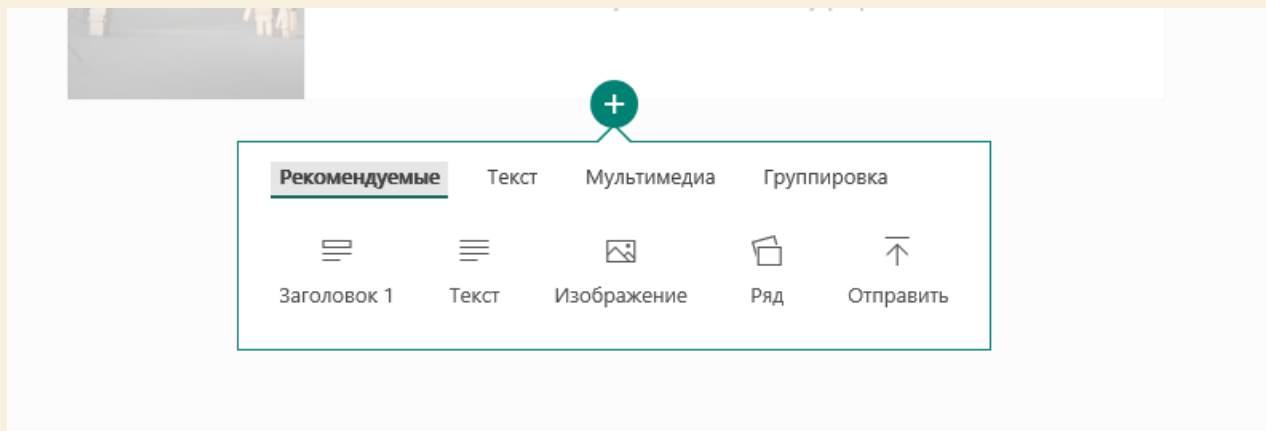 Рекомендуемые Текст Мультимедиа Группировка
Заголовок 1 Текст Изображение Ряд Отправить